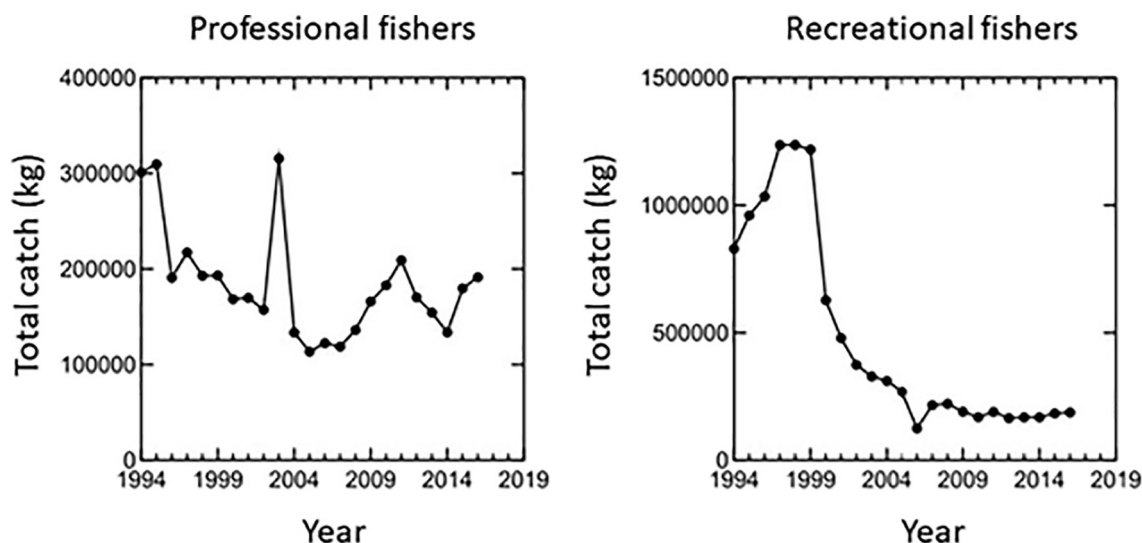 Professional fishers
400000
300000
200000
100000
0
1994 1999 2004 2009 2014 2019
Total catch (kg)
Year
Recreational fishers
1500000
1000000
500000
0
1994 1999 2004 2009 2014 2019
Total catch (kg)
Year